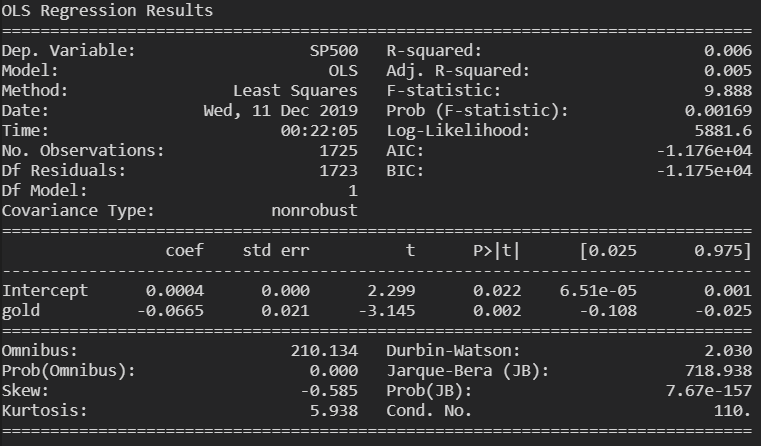 OLS Regression Results
==============================================================================
Dep. Variable:                  SP500   R-squared:                       0.006
Model:                            OLS   Adj. R-squared:                  0.005
Method:                 Least Squares   F-statistic:                     9.888
Date:                Wed, 11 Dec 2019   Prob (F-statistic):            0.00169
Time:                        00:22:05   Log-Likelihood:                 5881.6
No. Observations:                1725   AIC:                        -1.176e+04
Df Residuals:                    1723   BIC:                        -1.175e+04
Df Model:                           1
Covariance Type:            nonrobust
==============================================================================
                 coef    std err          t      P>|t|      [0.025      0.975]
------------------------------------------------------------------------------
Intercept      0.0004      0.000      2.299      0.022    6.51e-05       0.001
gold          -0.0665      0.021     -3.145      0.002      -0.108      -0.025
==============================================================================
Omnibus:                      210.134   Durbin-Watson:                   2.030
Prob(Omnibus):                  0.000   Jarque-Bera (JB):              718.938
Skew:                          -0.585   Prob(JB):                    7.67e-157
Kurtosis:                       5.938   Cond. No.                         110.
==============================================================================